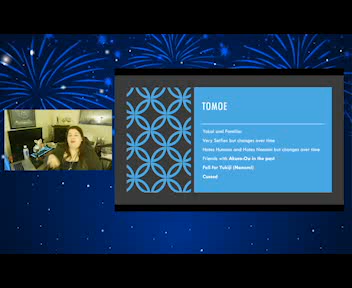 TOMOE
Yokai and Familiar
Very Selfish but changes over time
Hates Humans and Hates Nanami but changes over time
Friends with Akura-Ou in the past
Fell for Yukiji (Nanami)
Cursed